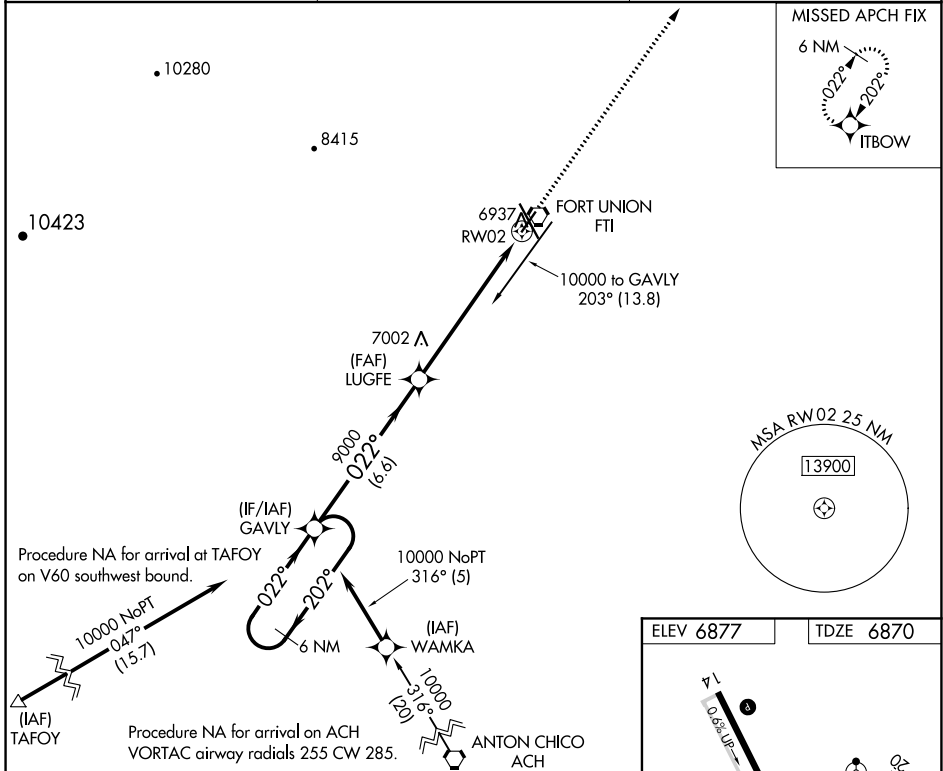 MISSED APCH FIX
6 NM
022°
202°
ITBOW
10280
8415
10423
6937
RW02
FORT UNION
FTI
10000 to GAVLY
203° (13.8)
7002
(FAF)
LUGFE
9000
022°
(6.6)
MSA RW02 25 NM
13900
(IF/IAF)
GAVLY
Procedure NA for arrival at TAFOY
on V60 southwest bound.
022°
202°
6 NM
10000 NoPT
316° (5)
(IAF)
WAMKA
10000 NoPT
047°
(15.7)
(IAF)
TAFOY
10000
316°
(20)
Procedure NA for arrival on ACH
VORTAC airway radials 255 CW 285.
ANTON CHICO
ACH
ELEV 6877
TDZE 6870
14
P
0.6% UP
20